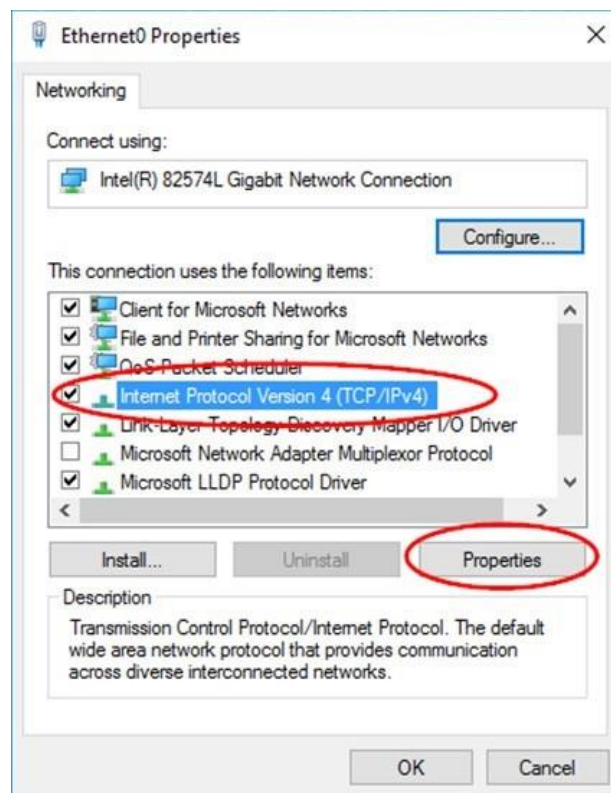 Ethernet0 Properties
Networking
Connect using:
Intel(R) 82574L Gigabit Network Connection
Configure...
This connection uses the following items:
Client for Microsoft Networks
File and Printer Sharing for Microsoft Networks
QoS Packet Scheduler
Internet Protocol Version 4 (TCP/IPv4)
Link-Layer Topology Discovery Mapper I/O Driver
Microsoft Network Adapter Multiplexor Protocol
Microsoft LLDP Protocol Driver
Install...
Uninstall
Properties
Description
Transmission Control Protocol/Internet Protocol. The default
wide area network protocol that provides communication
across diverse interconnected networks.
OK
Cancel